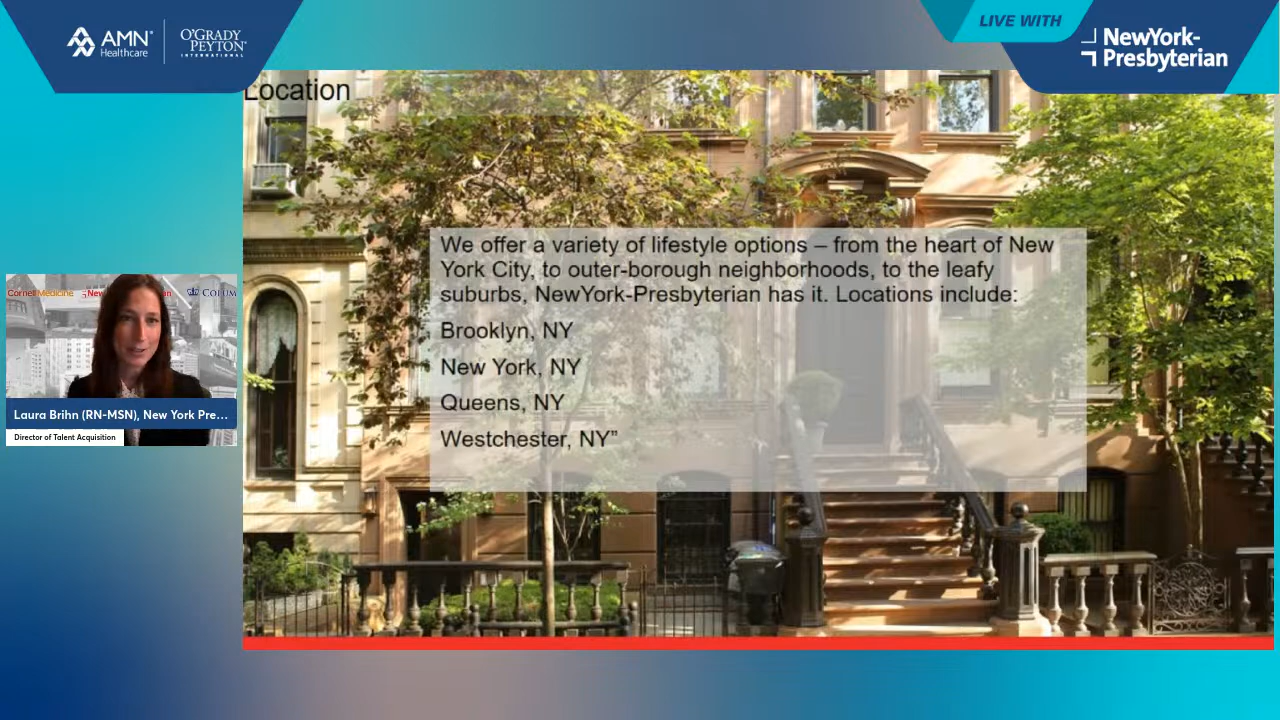 AMN
Healthcare
O'GRADY
PEYTON
INTERNATIONAL
LIVE WITH
NewYork-
Presbyterian
Location
We offer a variety of lifestyle options – from the heart of New
York City, to outer-borough neighborhoods, to the leafy
suburbs, NewYork-Presbyterian has it. Locations include:
Brooklyn, NY
New York, NY
Queens, NY
Westchester, NY”
Cornell Medicine
Laura Brihn (RN-MSN), New York Pre...
Director of Talent Acquisition